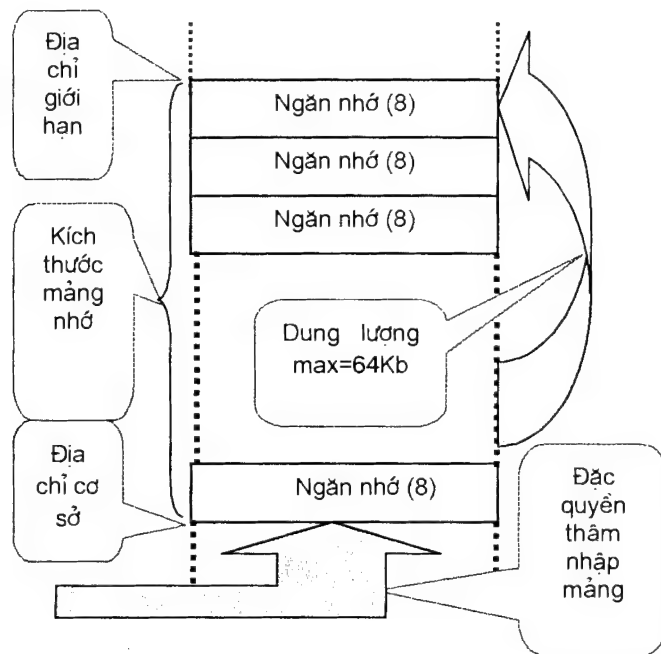 Địa
chỉ
giới
hạn
Ngăn nhớ (8)
Ngăn nhớ (8)
Ngăn nhớ (8)
Kích
thước
mảng
nhớ
Dung lượng
max=64Kb
Địa
chỉ cơ
sở
Ngăn nhớ (8)
Đặc
quyền
thâm
nhập
mảng